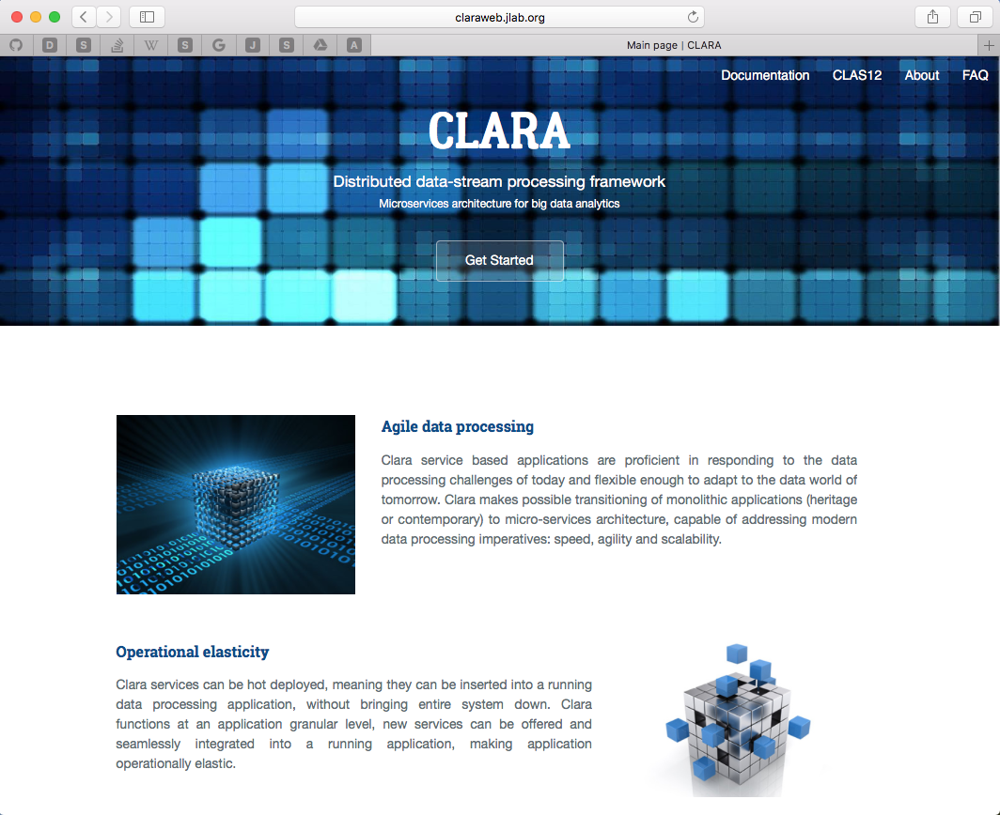 claraweb.jlab.org
D S W S G J S A Main page | CLARA
Documentation CLAS12 About FAQ
CLARA
Distributed data-stream processing framework
Microservices architecture for big data analytics
Get Started
Agile data processing
Clara service based applications are proficient in responding to the data
processing challenges of today and flexible enough to adapt to the data world of
tomorrow. Clara makes possible transitioning of monolithic applications (heritage
or contemporary) to micro-services architecture, capable of addressing modern
data processing imperatives: speed, agility and scalability.
Operational elasticity
Clara services can be hot deployed, meaning they can be inserted into a running
data processing application, without bringing entire system down. Clara
functions at an application granular level, new services can be offered and
seamlessly integrated into a running application, making application
operationally elastic.